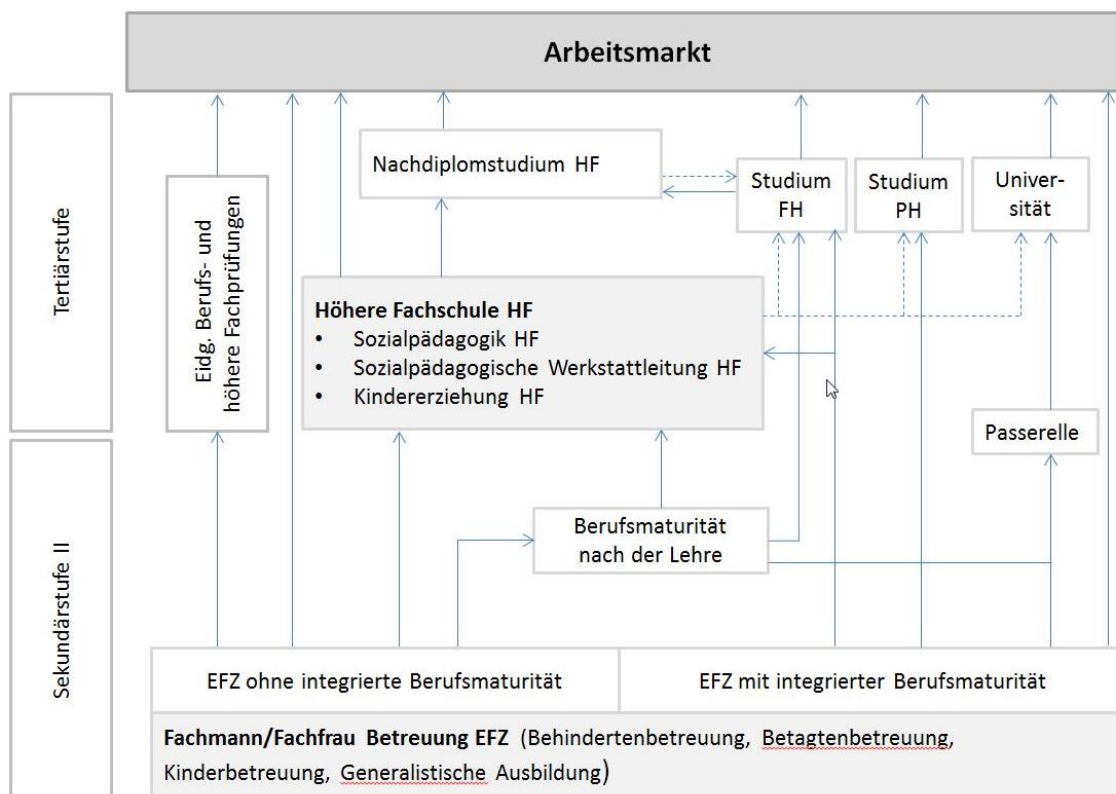 Arbeitsmarkt
Tertiärstufe
Eidg. Berufs- und
höhere Fachprüfungen
Nachdiplomstudium HF
Studium
FH
Studium
PH
Univer-
sität
Höhere Fachschule HF
• Sozialpädagogik HF
• Sozialpädagogische Werkstattleitung HF
• Kindererziehung HF
Passerelle
Sekundärstufe II
Berufsmaturität
nach der Lehre
EFZ ohne integrierte Berufsmaturität
EFZ mit integrierter Berufsmaturität
Fachmann/Fachfrau Betreuung EFZ (Behindertenbetreuung, Betagtenbetreuung,
Kinderbetreuung, Generalistische Ausbildung)